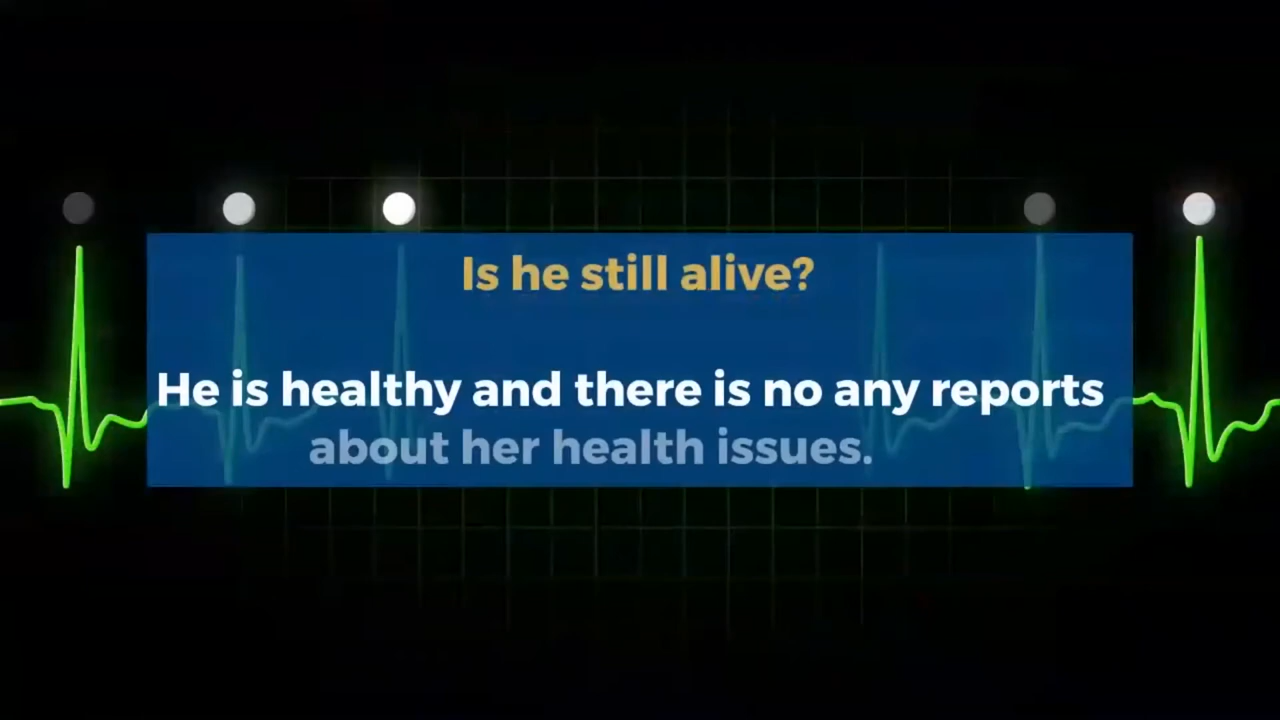 Is he still alive?
He is healthy and there is no any reports
about her health issues.